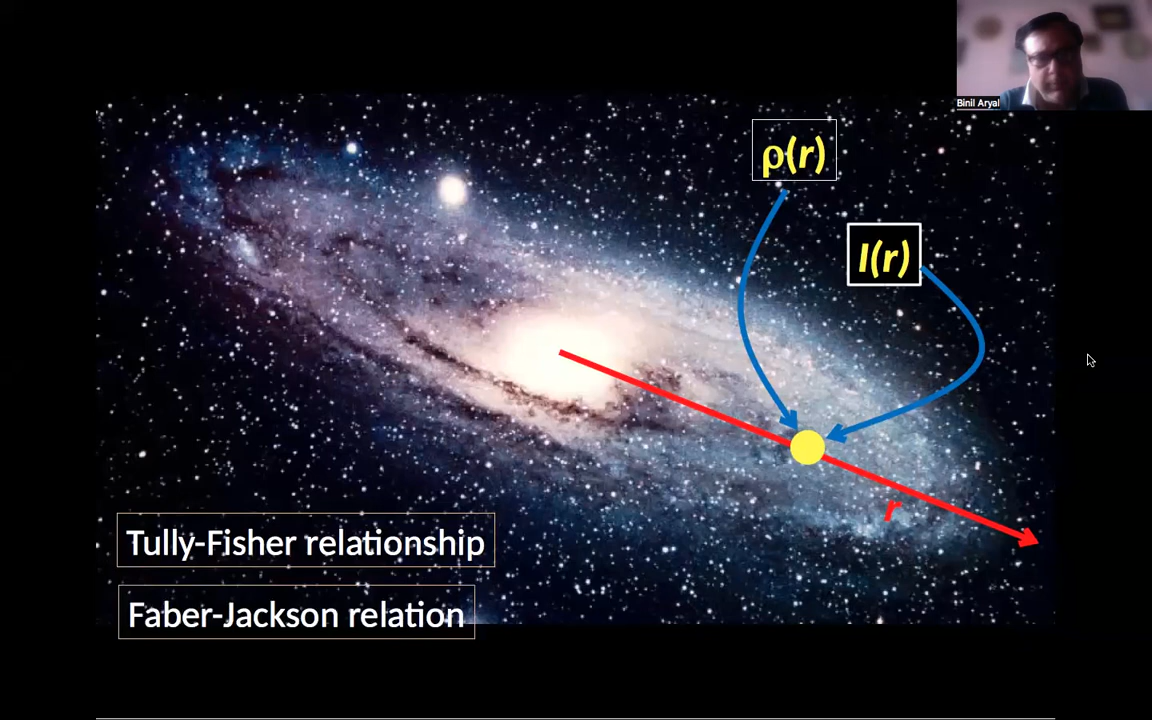 Binil Aryal
ρ(r)
I(r)
r
Tully-Fisher relationship
Faber-Jackson relation